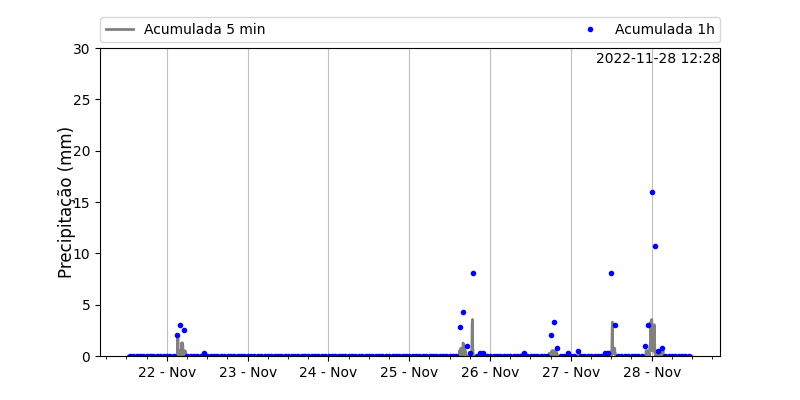 Acumulada 5 min
Acumulada 1h
2022-11-28 12:28
Precipitação (mm)
30
25
20
15
10
5
0
22 - Nov
23 - Nov
24 - Nov
25 - Nov
26 - Nov
27 - Nov
28 - Nov